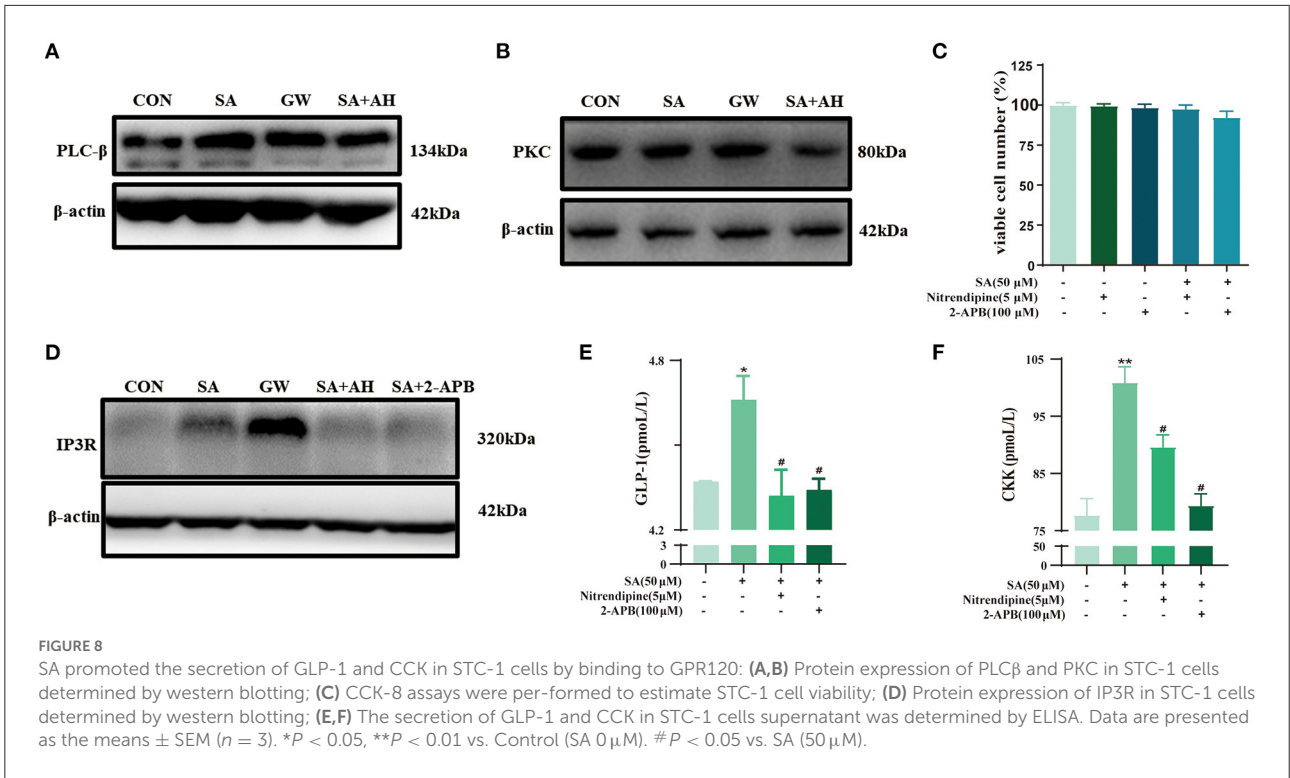 A
CON SA GW SA+AH
PLC-β 134kDa
β-actin 42kDa
B
CON SA GW SA+AH
PKC 80kDa
β-actin 42kDa
C
viable cell number (%)
125
100
75
50
25
0
SA(50 μM) - - - + +
Nitrendipine(5 μM) - + - + -
2-APB(100 μM) - - + - +
D
CON SA GW SA+AH SA+2-APB
IP3R 320kDa
β-actin 42kDa
E
GLP-1(pmoL/L)
4.8
4.2
3
0
* # #
SA(50 μM) - + + +
Nitrendipine(5μM) - - + -
2-APB(100 μM) - - - +
F
CKK (pmoL/L)
105
95
85
75
50
0
** # #
SA(50 μM) - + + +
Nitrendipine(5μM) - - + -
2-APB(100 μM) - - - +
FIGURE 8
SA promoted the secretion of GLP-1 and CCK in STC-1 cells by binding to GPR120: (A,B) Protein expression of PLCβ and PKC in STC-1 cells
determined by western blotting; (C) CCK-8 assays were per-formed to estimate STC-1 cell viability; (D) Protein expression of IP3R in STC-1 cells
determined by western blotting; (E,F) The secretion of GLP-1 and CCK in STC-1 cells supernatant was determined by ELISA. Data are presented
as the means ± SEM (n = 3). *P < 0.05, **P < 0.01 vs. Control (SA 0 μM). #P < 0.05 vs. SA (50 μM).